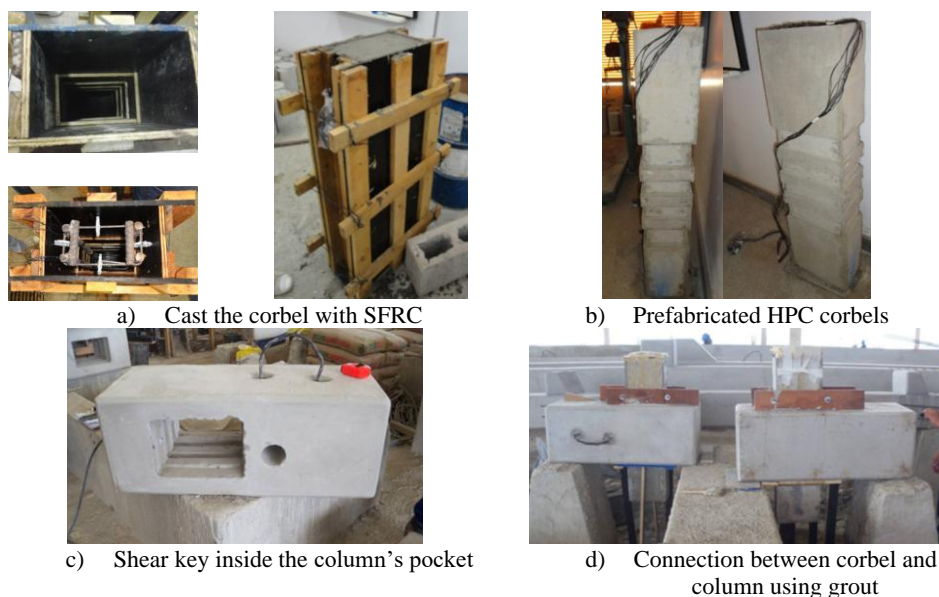 a) Cast the corbel with SFRC
b) Prefabricated HPC corbels
c) Shear key inside the column's pocket
d) Connection between corbel and
column using grout